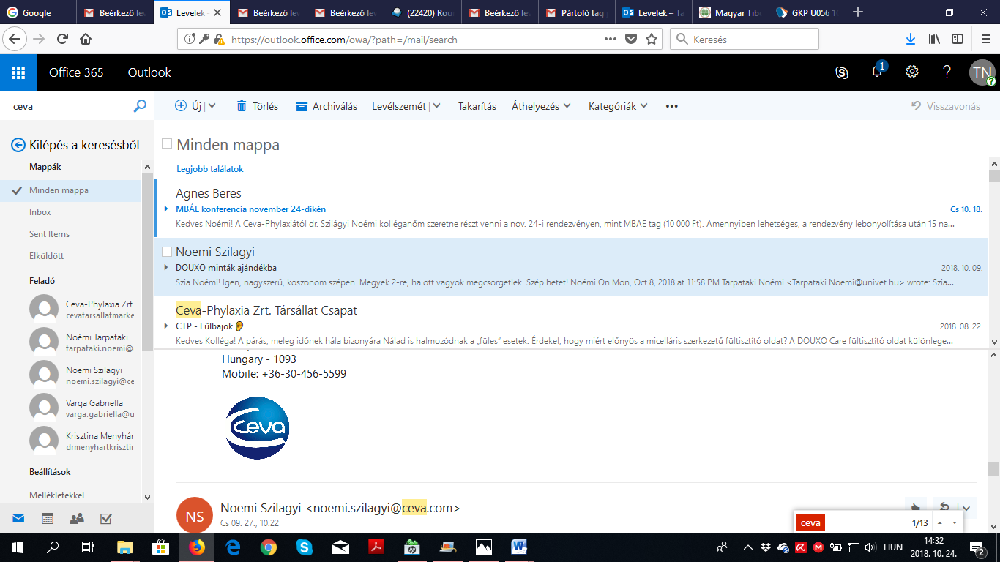 Google
Beérkező lev
Levelek –
Beérkező lev
Beérkező lev
(22420) Rou
Beérkező lev
Pártolò tag j
Levelek – Ta
Magyar Tibe
GKP U056 1
https://outlook.office.com/owa/?path=/mail/search
Keresés
Office 365
Outlook
1
TN
ceva
Új
Törlés
Archiválás
Levélszemét
Takarítás
Áthelyezés
Kategóriák
Visszavonás
Kilépés a keresésből
Mappák
Minden mappa
Inbox
Sent Items
Elküldött
Feladó
Ceva-Phylaxia Zrt.
cevatarsallatmarke
Noémi Tarpataki
tarpataki.noemi@
Noemi Szilagyi
noemi.szilagyi@ce
Varga Gabriella
varga.gabriella@u
Krisztina Menyhár
drmenyhartkrisztir
Beállítások
Mellékletekkel
Minden mappa
Legjobb találatok
Agnes Beres
MBÁE konferencia november 24-dikén
Cs 10. 18.
Kedves Noémi! A Ceva-Phylaxiától dr. Szilágyi Noémi kolléganőm szeretne részt venni a nov. 24-i rendezvényen, mint MBAE tag (10 000 Ft). Amennyiben lehetséges, a rendezvény lebonyolítása után 15 na...
Noemi Szilagyi
DOUXO minták ajándékba
2018. 10. 09.
Szia Noémi! Igen, nagyszerű, köszönöm szépen. Megyek 2-re, ha ott vagyok megcsörgetlek. Szép hetet! Noémi On Mon, Oct 8, 2018 at 11:58 PM Tarpataki Noémi <Tarpataki.Noemi@univet.hu> wrote: Szia...
Ceva-Phylaxia Zrt. Társállat Csapat
CTP - Fülbajok
2018. 08. 22.
Kedves Kolléga! A párás, meleg időnek hála bizonyára Nálad is halmozódnak a „füles” esetek. Érdekel, hogy miért előnyös a micelláris szerkezetű fültisztító oldat? A DOUXO Care fültisztító oldat különlege...
Hungary - 1093
Mobile: +36-30-456-5599
ceva
NS
Noemi Szilagyi <noemi.szilagyi@ceva.com>
Cs 09. 27., 10:22
ceva
1/13
HUN
14:32
2018. 10. 24.
2